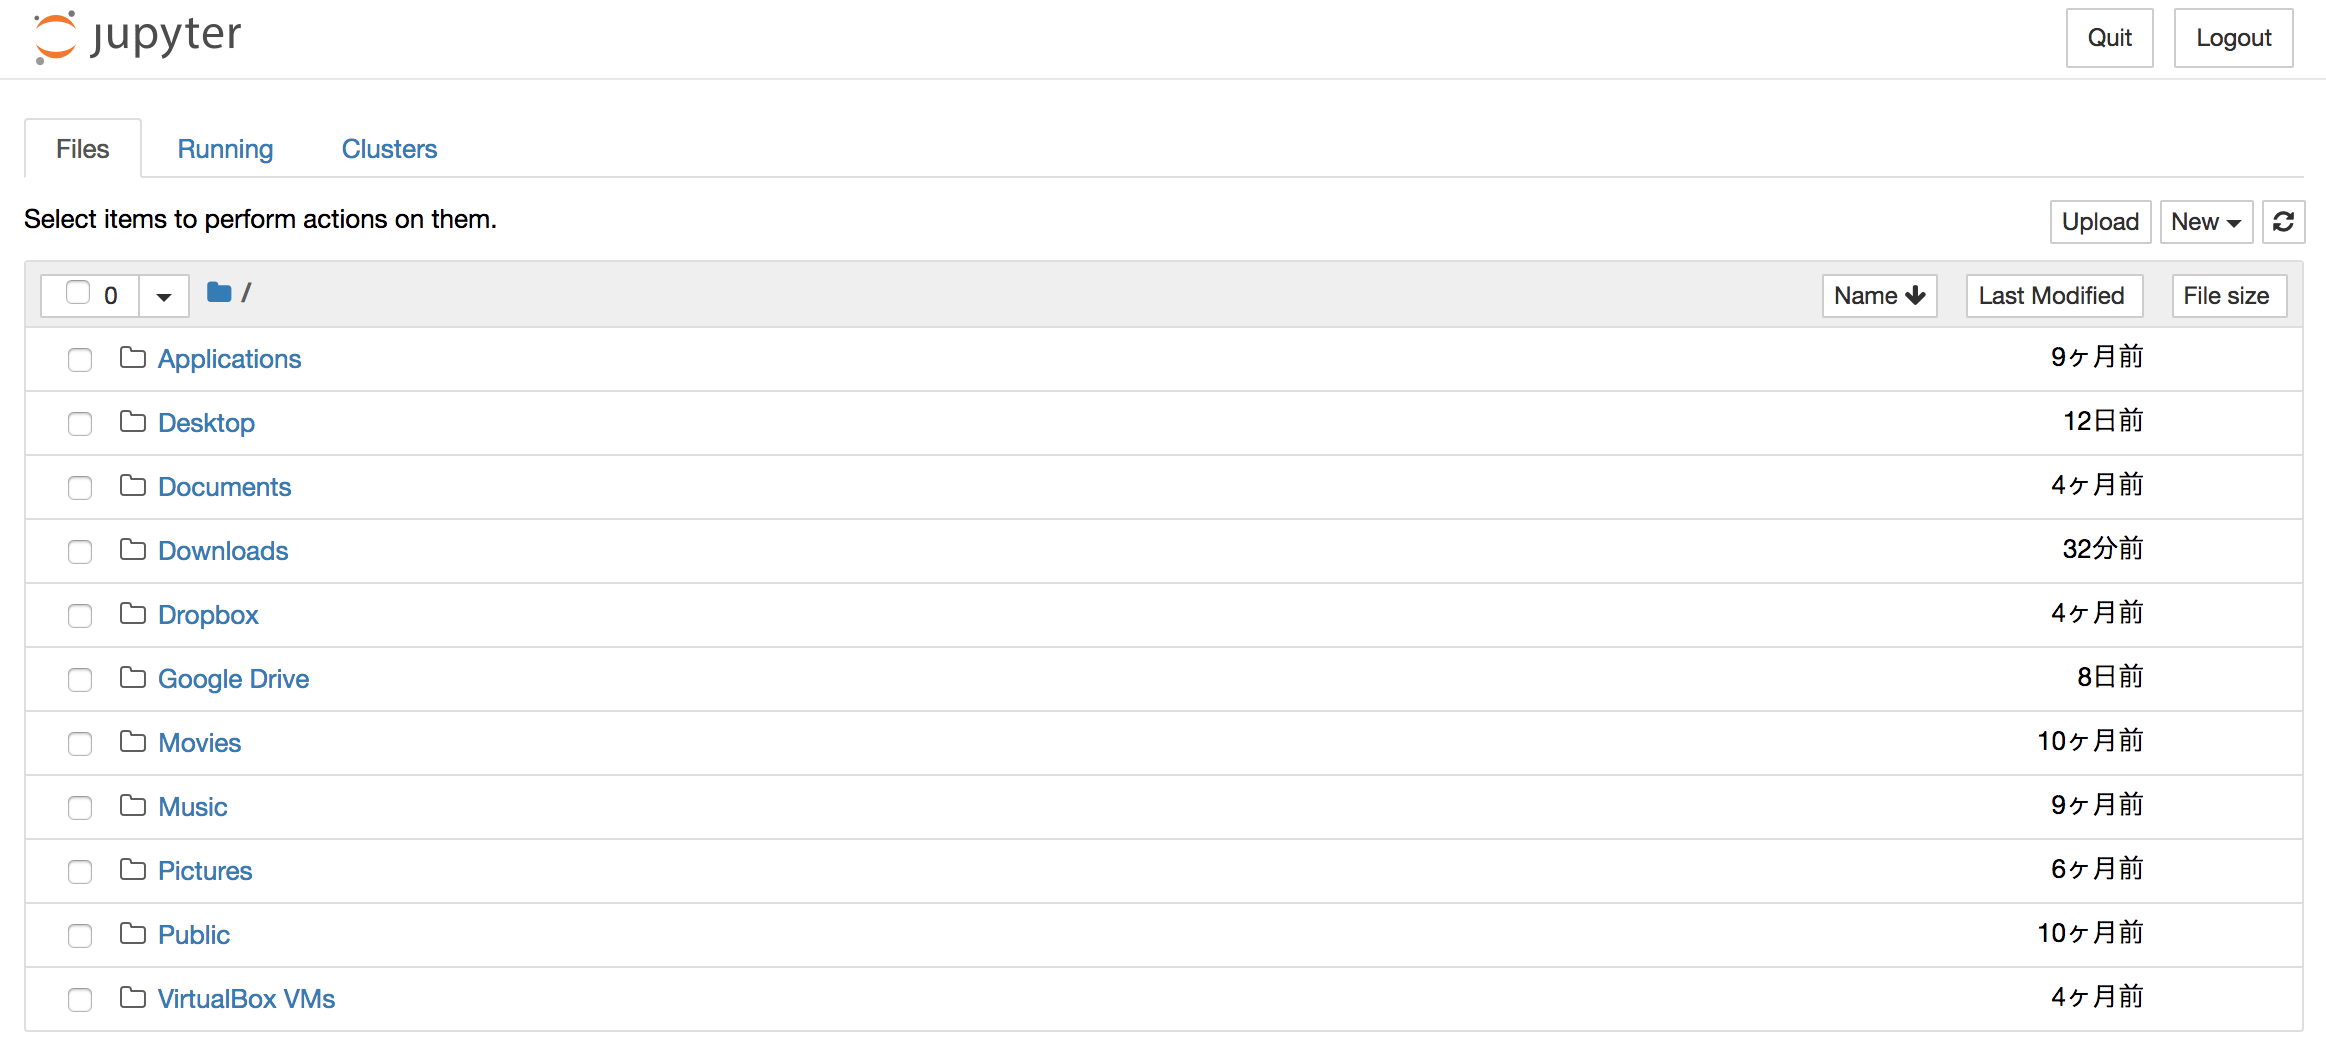 jupyter
Quit
Logout
Files
Running
Clusters
Select items to perform actions on them.
Upload
New
0
/
Name
Last Modified
File size
Applications
9ヶ月前
Desktop
12日前
Documents
4ヶ月前
Downloads
32分前
Dropbox
4ヶ月前
Google Drive
8日前
Movies
10ヶ月前
Music
9ヶ月前
Pictures
6ヶ月前
Public
10ヶ月前
VirtualBox VMs
4ヶ月前